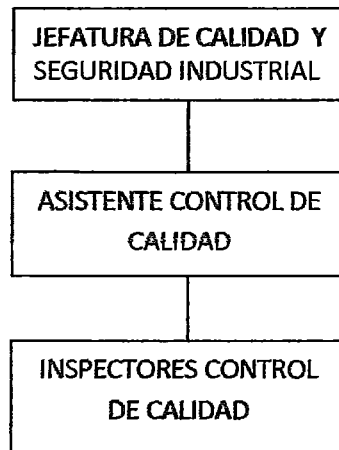 JEFATURA DE CALIDAD Y
SEGURIDAD INDUSTRIAL
ASISTENTE CONTROL DE
CALIDAD
INSPECTORES CONTROL
DE CALIDAD